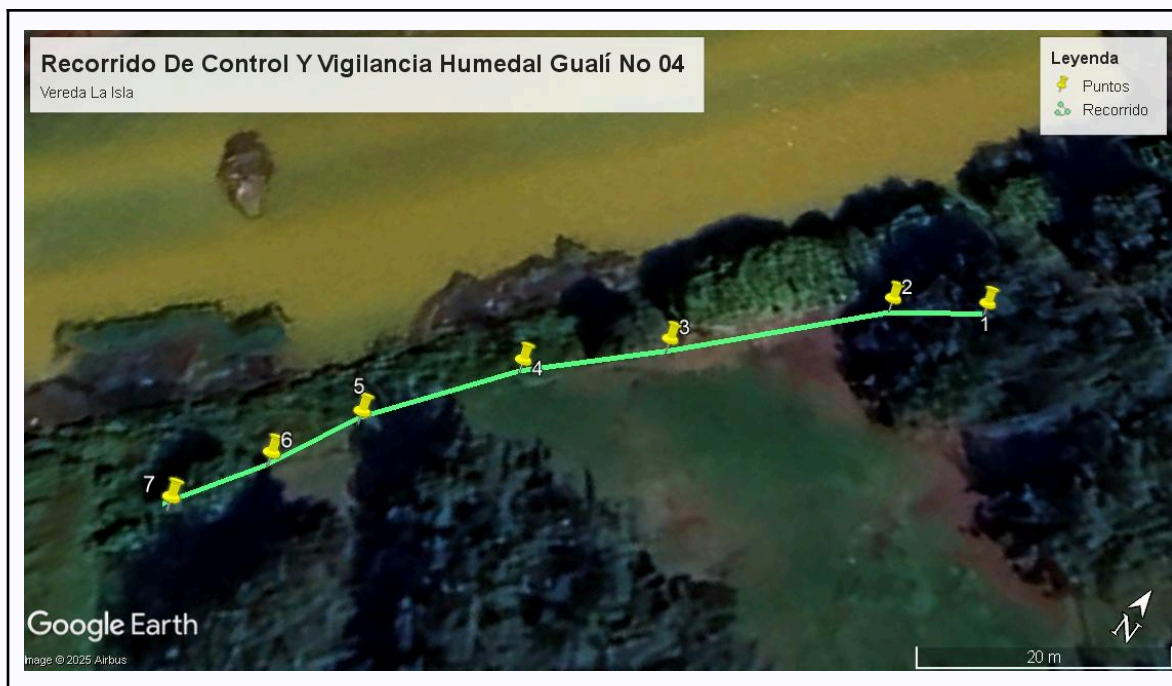 Recorrido De Control Y Vigilancia Humedal Gualí No 04
Vereda La Isla
Leyenda
Puntos
Recorrido
2
1
3
4
5
6
7
Google Earth
Image © 2025 Airbus
N
20 m